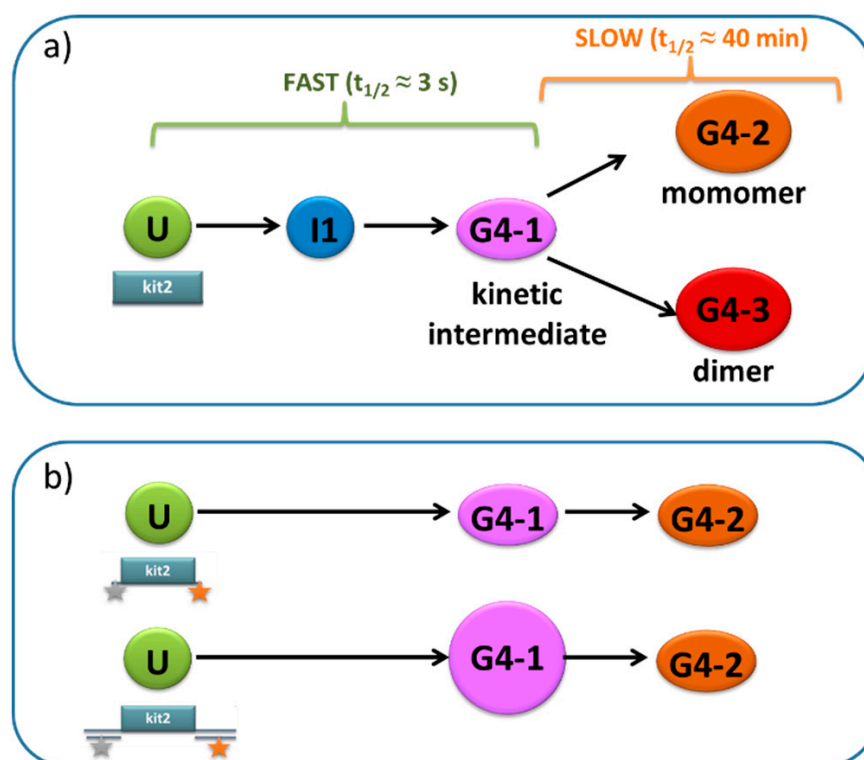 a)
SLOW (t1/2 ≈ 40 min)
FAST (t1/2 ≈ 3 s)
G4-2
momomer
U
I1
G4-1
kit2
kinetic
intermediate
G4-3
dimer
b)
U
G4-1
G4-2
kit2
U
G4-1
G4-2
kit2